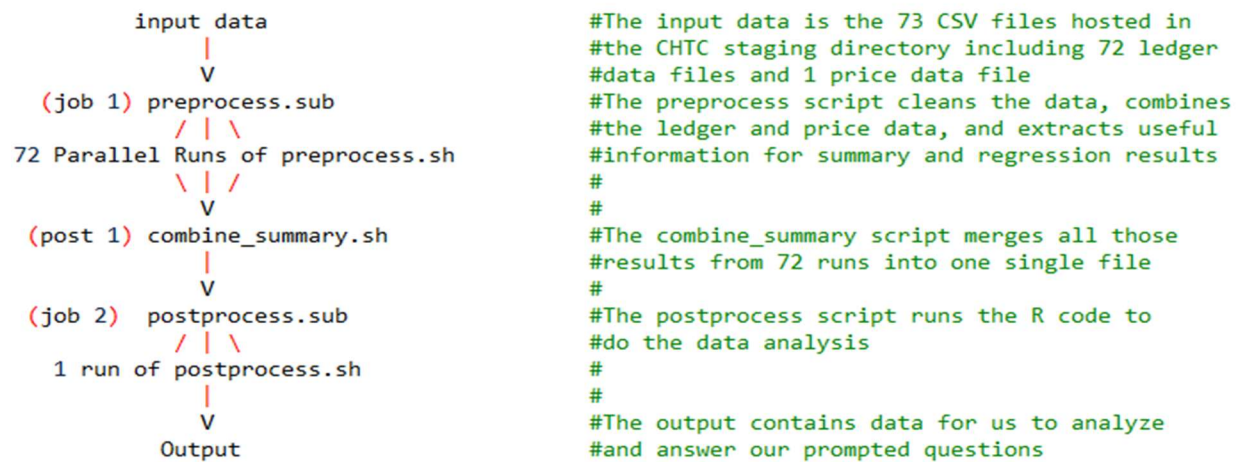 input data #The input data is the 73 CSV files hosted in
| #the CHTC staging directory including 72 ledger
V #data files and 1 price data file
(job 1) preprocess.sub #The preprocess script cleans the data, combines
/ | \ #the ledger and price data, and extracts useful
72 Parallel Runs of preprocess.sh #information for summary and regression results
\ | / #
V #
(post 1) combine_summary.sh #The combine_summary script merges all those
| #results from 72 runs into one single file
V #
(job 2) postprocess.sub #The postprocess script runs the R code to
/ | \ #do the data analysis
1 run of postprocess.sh #
| #
V #The output contains data for us to analyze
Output #and answer our prompted questions